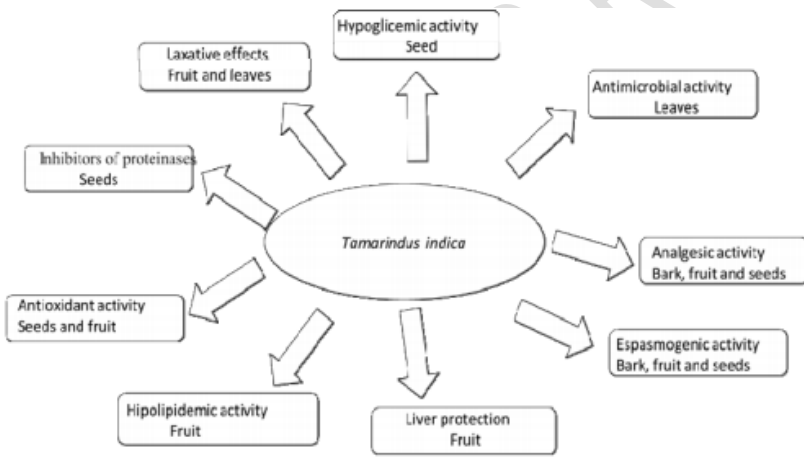 Hypoglicemic activity
Seed
Laxative effects
Fruit and leaves
Antimicrobial activity
Leaves
Inhibitors of proteinases
Seeds
Tamarindus indica
Analgesic activity
Bark, fruit and seeds
Antioxidant activity
Seeds and fruit
Espasmogenic activity
Bark, fruit and seeds
Hipolipidemic activity
Fruit
Liver protection
Fruit